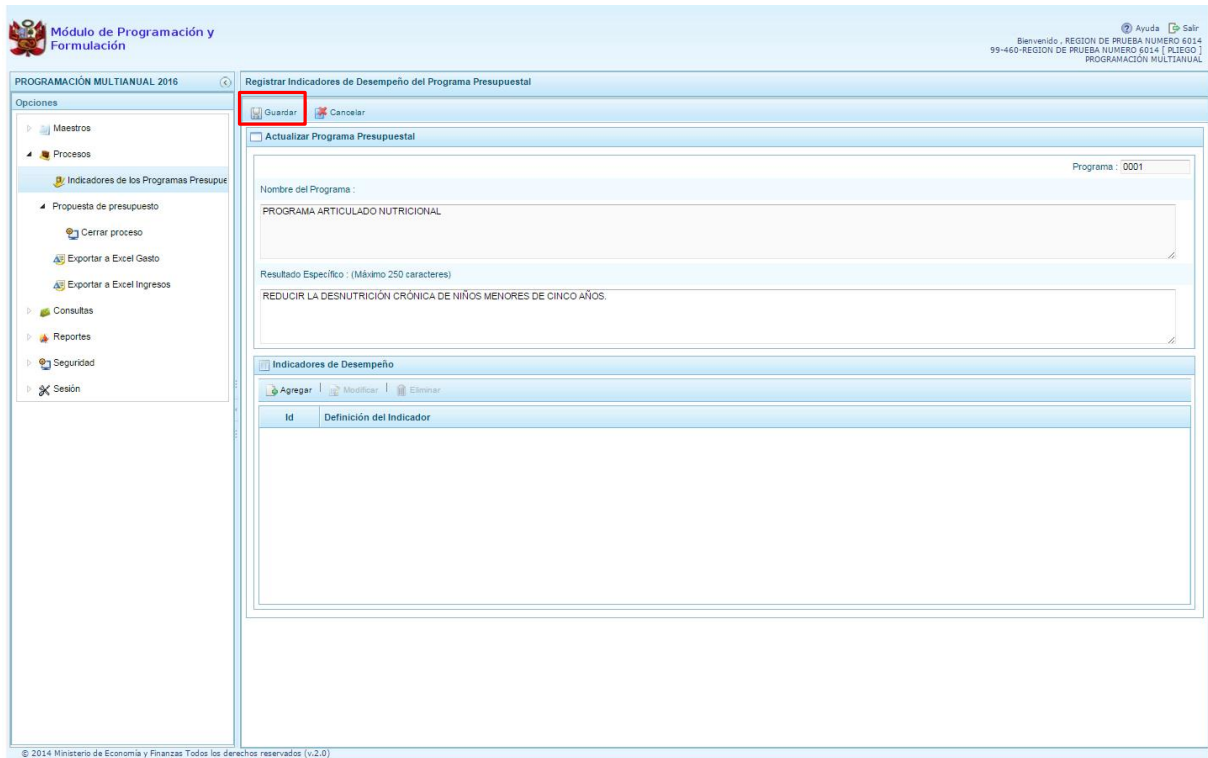 Módulo de Programación y
Formulación
Ayuda Salir
Bienvenido , REGION DE PRUEBA NUMERO 6014
99-460-REGION DE PRUEBA NUMERO 6014 [ PLIEGO ]
PROGRAMACIÓN MULTIANUAL
PROGRAMACIÓN MULTIANUAL 2016
Opciones
Maestros
Procesos
Indicadores de los Programas Presupue
Propuesta de presupuesto
Cerrar proceso
Exportar a Excel Gasto
Exportar a Excel Ingresos
Consultas
Reportes
Seguridad
Sesión
Registrar Indicadores de Desempeño del Programa Presupuestal
Guardar Cancelar
Actualizar Programa Presupuestal
Programa : 0001
Nombre del Programa :
PROGRAMA ARTICULADO NUTRICIONAL
Resultado Específico : (Máximo 250 caracteres)
REDUCIR LA DESNUTRICIÓN CRÓNICA DE NIÑOS MENORES DE CINCO AÑOS.
Indicadores de Desempeño
Agregar Modificar Eliminar
Id Definición del Indicador
© 2014 Ministerio de Economía y Finanzas Todos los derechos reservados (v.2.0)